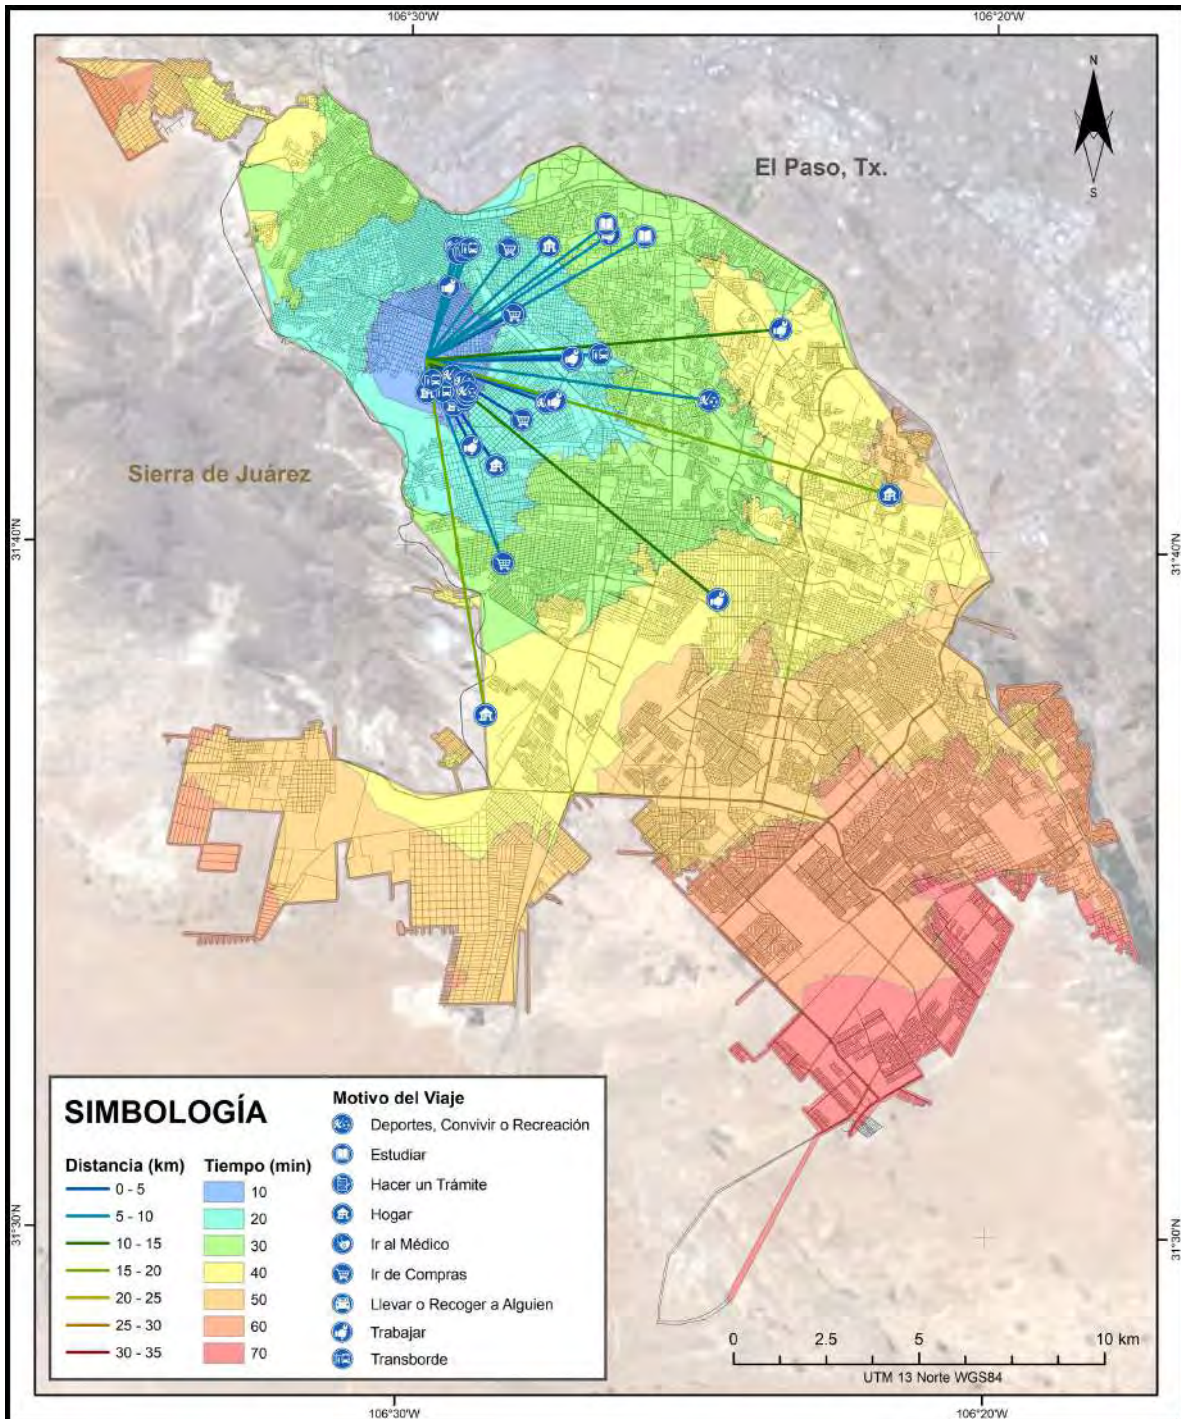 106°30'W
106°20'W
N
S
El Paso, Tx.
Sierra de Juárez
31°40'N
31°40'N
SIMBOLOGÍA
Distancia (km)
0 - 5
5 - 10
10 - 15
15 - 20
20 - 25
25 - 30
30 - 35
Tiempo (min)
10
20
30
40
50
60
70
Motivo del Viaje
Deportes, Convivir o Recreación
Estudiar
Hacer un Trámite
Hogar
Ir al Médico
Ir de Compras
Llevar o Recoger a Alguien
Trabajar
Transborde
31°30'N
31°30'N
0 2.5 5 10 km
UTM 13 Norte WGS84
106°30'W
106°20'W